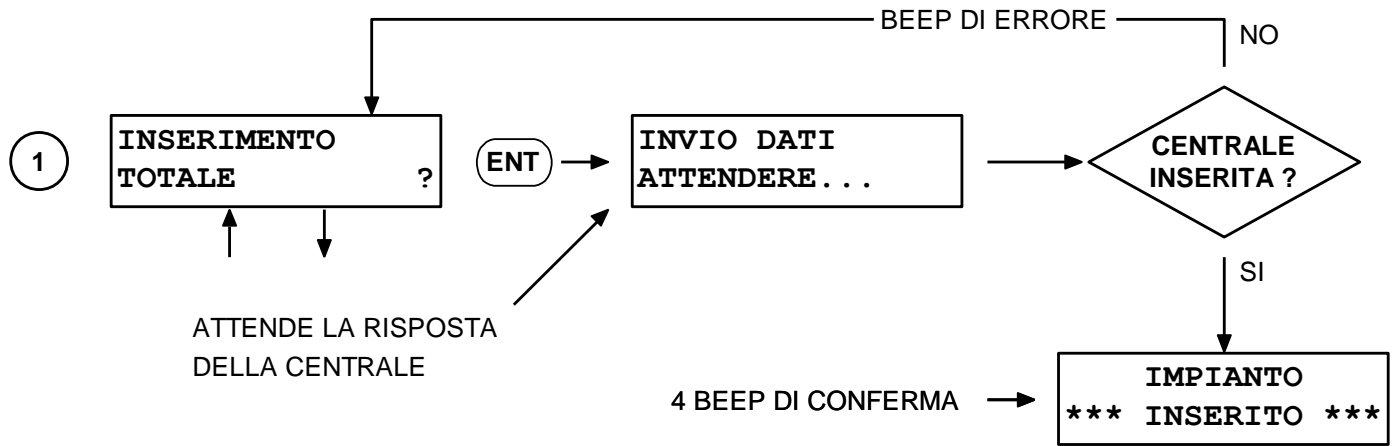 BEEP DI ERRORE
NO
1
INSERIMENTO
TOTALE ?
ENT
INVIO DATI
ATTENDERE...
CENTRALE
INSERITA ?
SI
ATTENDE LA RISPOSTA
DELLA CENTRALE
4 BEEP DI CONFERMA
IMPIANTO
*** INSERITO ***